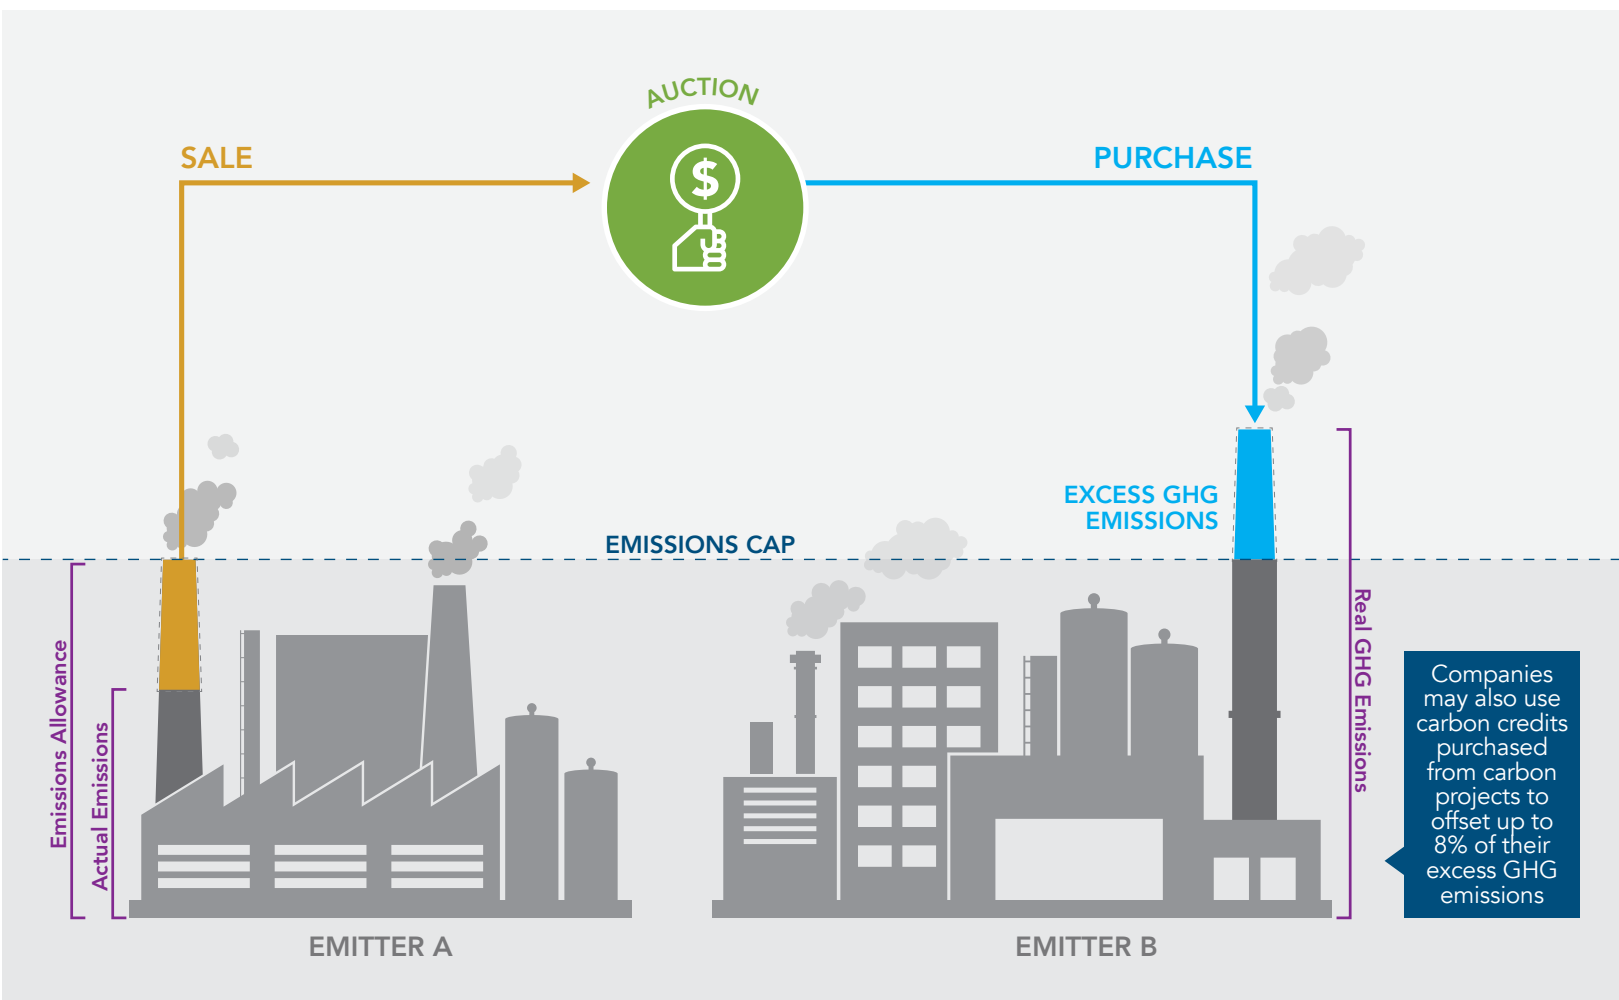 AUCTION
SALE
$
PURCHASE
EXCESS GHG
EMISSIONS
EMISSIONS CAP
Emissions Allowance
Actual Emissions
Real GHG Emissions
Companies
may also use
carbon credits
purchased
from carbon
projects to
offset up to
8% of their
excess GHG
emissions
EMITTER A
EMITTER B